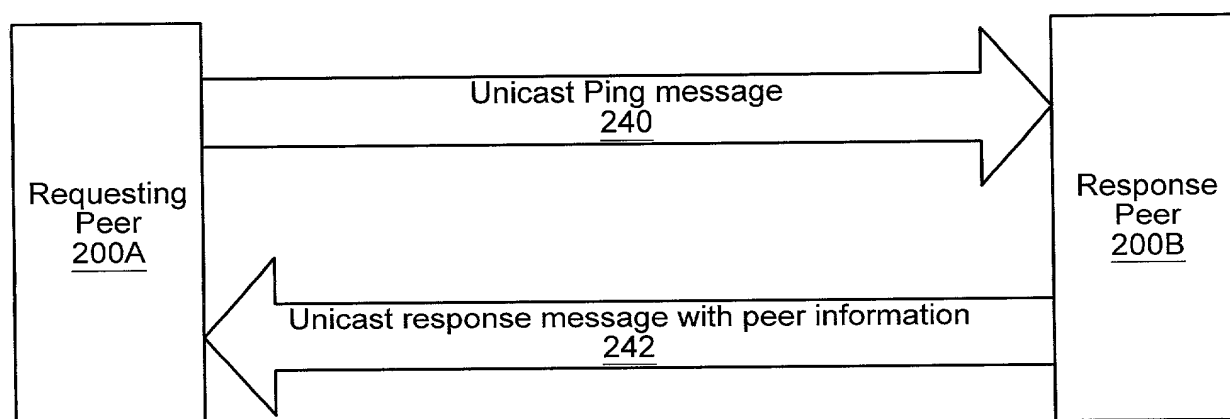 Unicast Ping message
240
Requesting
Peer
200A
Response
Peer
200B
Unicast response message with peer information
242